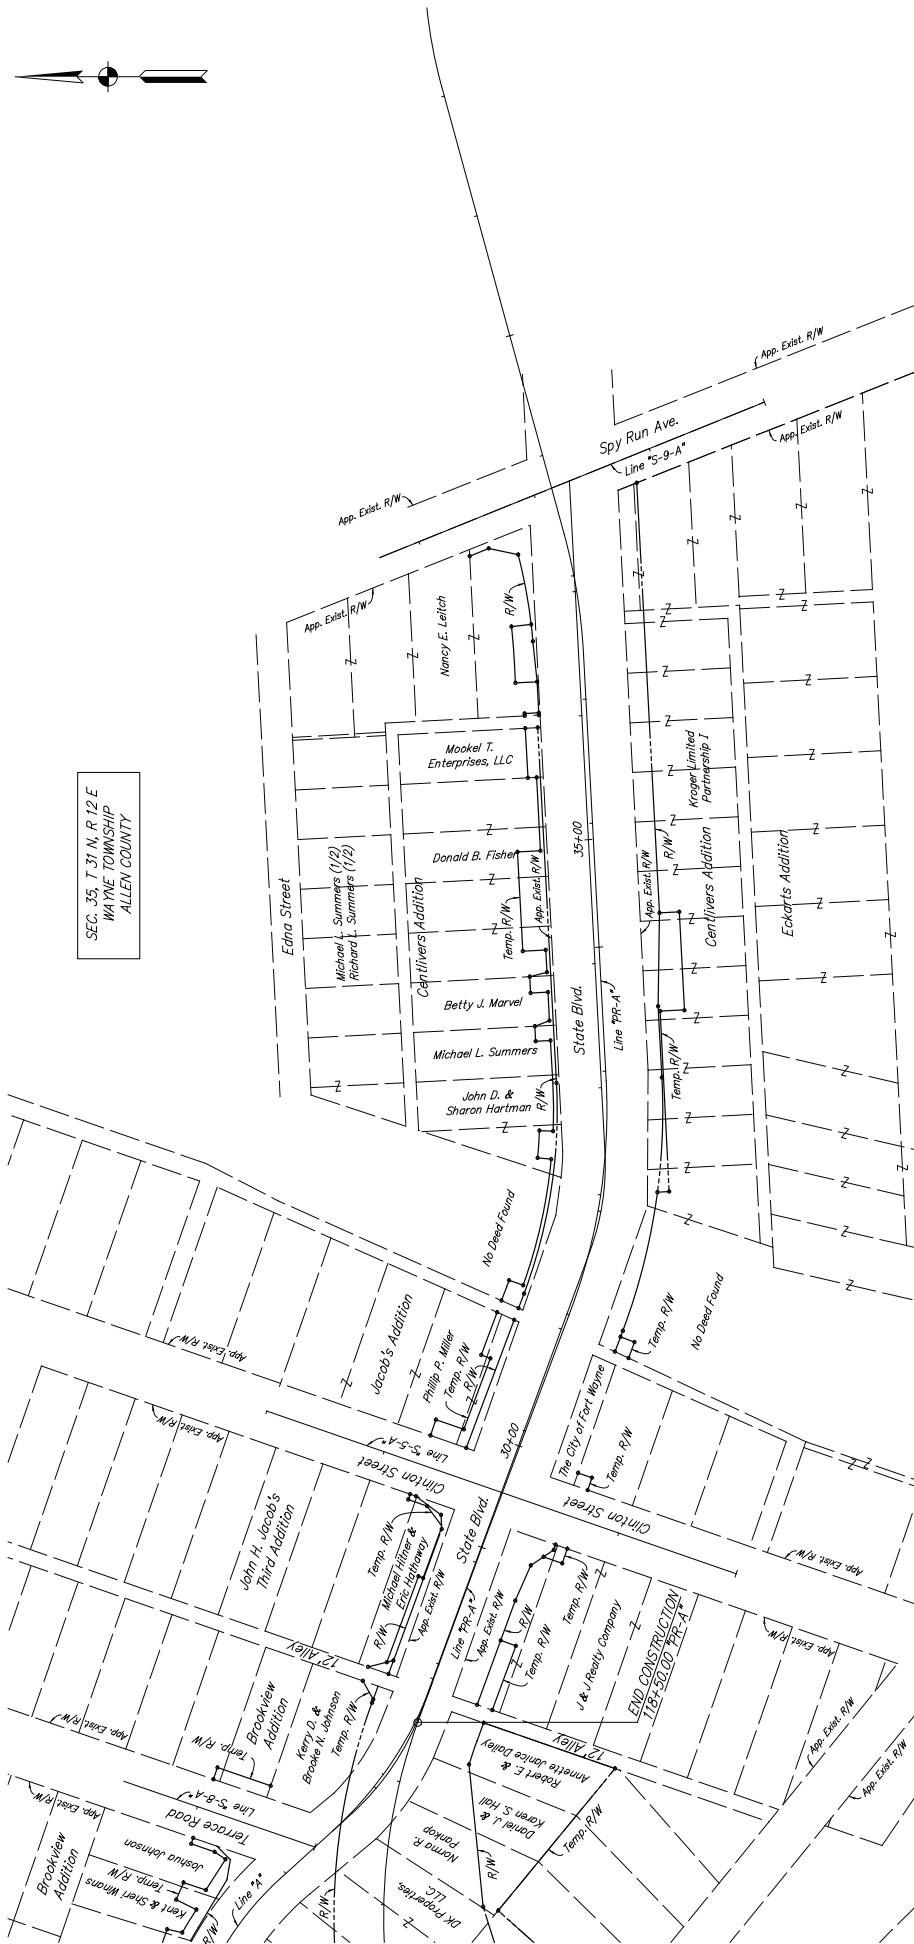 App. Exist. R/W
Spy Run Ave.
App. Exist. R/W
Line "S-9-A"
App. Exist. R/W
App. Exist. R/W
R/W
Nancy E. Leitch
Mookel T.
Enterprises, LLC
Kroger Limited
Partnership I
SEC. 35, T 31 N, R 12 E
WAYNE TOWNSHIP
ALLEN COUNTY
Edna Street
Michael L. Summers (1/2)
Richard L. Summers (1/2)
Centlivers Addition
Donald B. Fisher
Temp. R/W
App. Exist. R/W
35+00
App. Exist. R/W
R/W
Centlivers Addition
Eckarts Addition
Betty J. Marvel
State Blvd.
Line "PR-A"
Michael L. Summers
Temp. R/W
John D. &
Sharon Hartman
R/W
No Deed Found
Temp. R/W
No Deed Found
App. Exist. R/W
Jacob's Addition
Phillip P. Miller
Temp. R/W
R/W
The City of Fort Wayne
Temp. R/W
App. Exist. R/W
Line "S-5-A"
Clinton Street
30+00
Clinton Street
John H. Jacob's
Third Addition
Temp. R/W
Michael Hitner &
Eric Hathaway
R/W
App. Exist. R/W
State Blvd.
Line "PR-A"
App. Exist. R/W
R/W
Temp. R/W
Temp. R/W
App. Exist. R/W
J & J Realty Company
END CONSTRUCTION
118+50.00 "PR-A"
App. Exist. R/W
12' Alley
App. Exist. R/W
Temp. R/W
Brookview
Addition
Kerry D. &
Brooke N. Johnson
Temp. R/W
12' Alley
Robert E. &
Annette Janice Dailey
App. Exist. R/W
App. Exist. R/W
Line "S-8-A"
Terrace Road
App. Exist. R/W
Daniel J. &
Karen S. Hall
Temp. R/W
Norma R.
Pankop
R/W
Brookview
Addition
Joshua Johnson
Temp. R/W
Kent & Sheri Winans
R/W
Line "A"
R/W
DK Properties,
LLC.